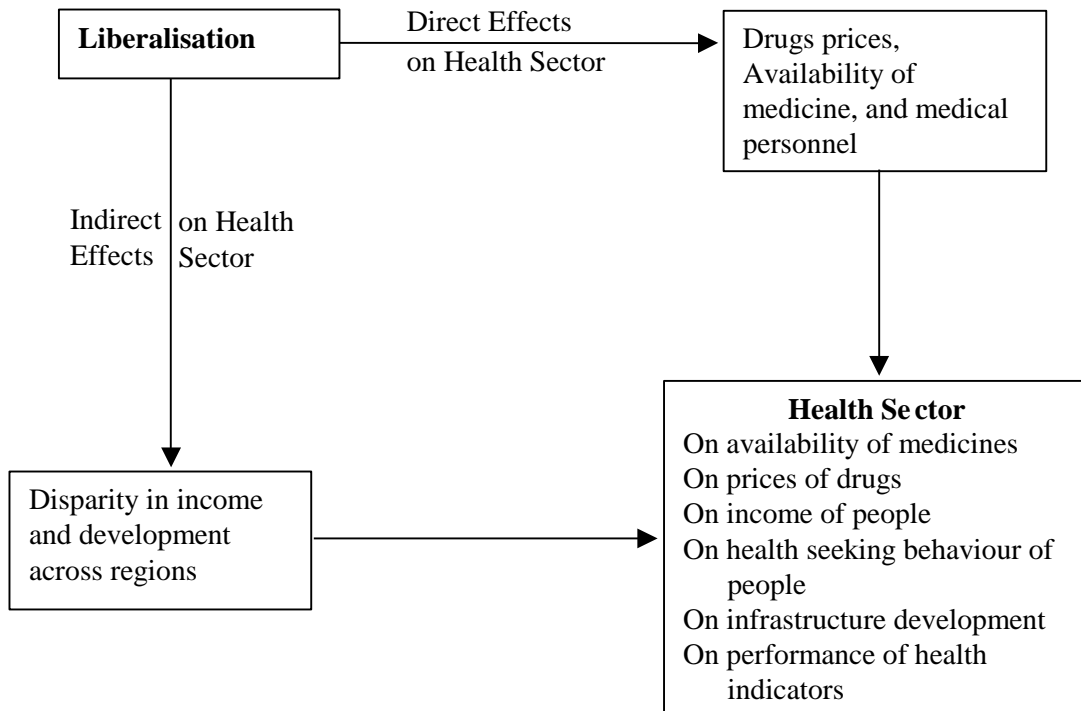 Liberalisation
Direct Effects
on Health Sector
Drugs prices,
Availability of
medicine, and medical
personnel
Indirect on Health
Effects Sector
Disparity in income
and development
across regions
Health Sector
On availability of medicines
On prices of drugs
On income of people
On health seeking behaviour of
people
On infrastructure development
On performance of health
indicators